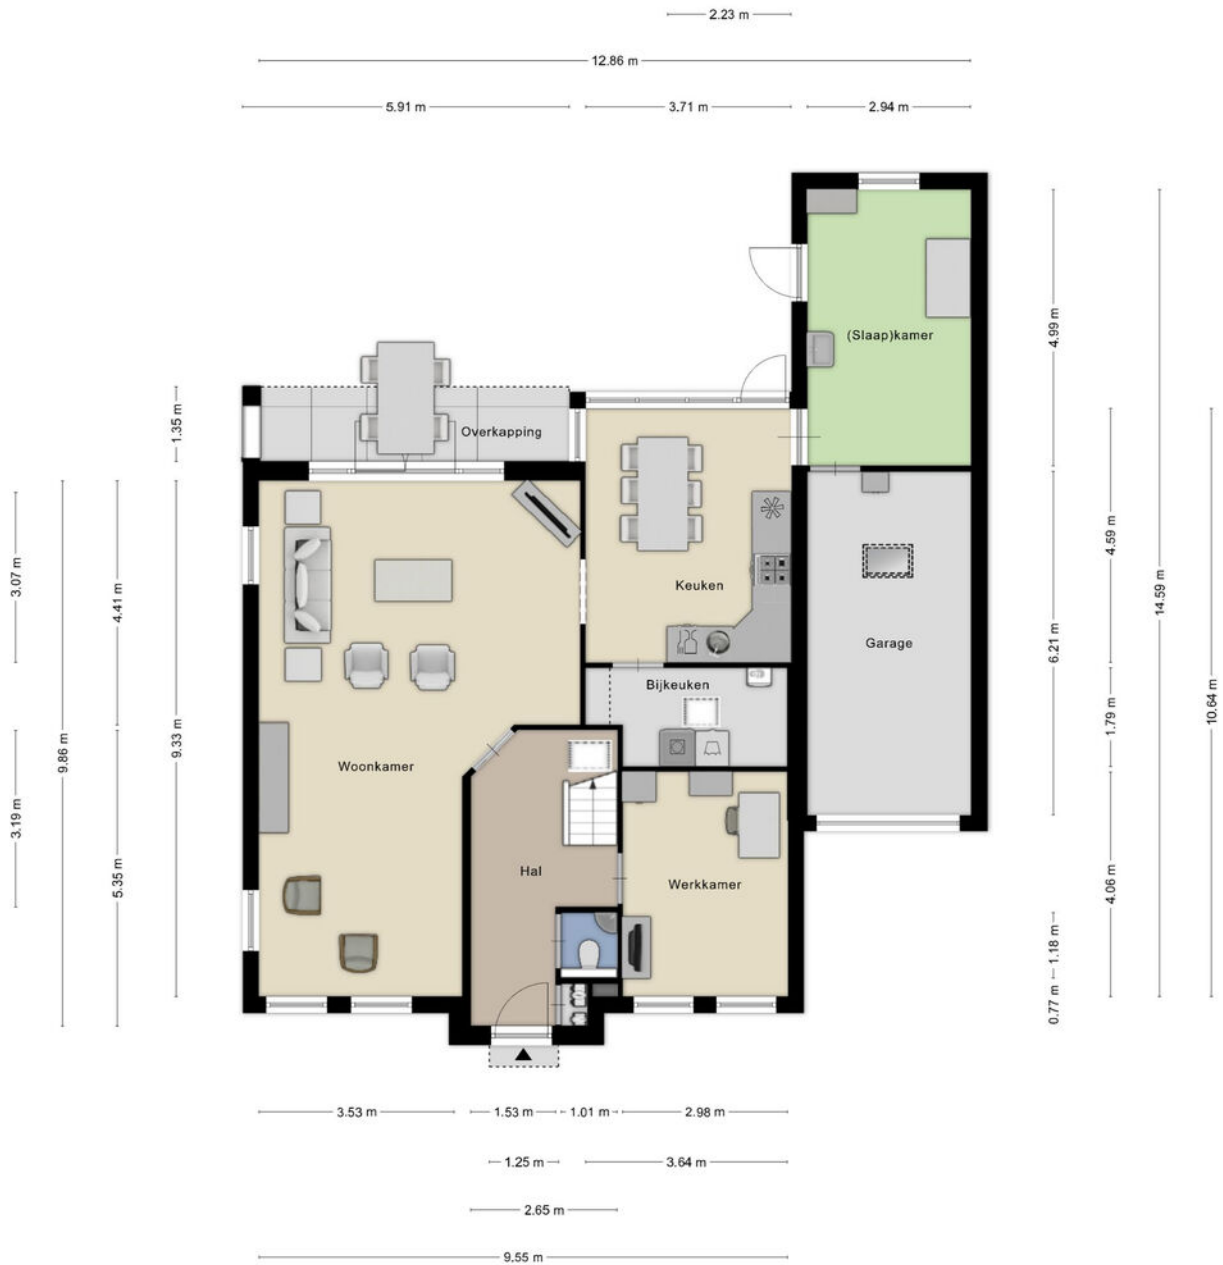 2.23 m
12.86 m
5.91 m
3.71 m
2.94 m
(Slaap)kamer
4.99 m
1.35 m
Overkapping
3.07 m
4.41 m
4.59 m
14.59 m
Keuken
Garage
6.21 m
10.64 m
Bijkeuken
1.79 m
9.86 m
9.33 m
Woonkamer
3.19 m
5.35 m
Hal
Werkkamer
4.06 m
1.18 m
0.77 m
3.53 m
1.53 m
1.01 m
2.98 m
1.25 m
3.64 m
2.65 m
9.55 m